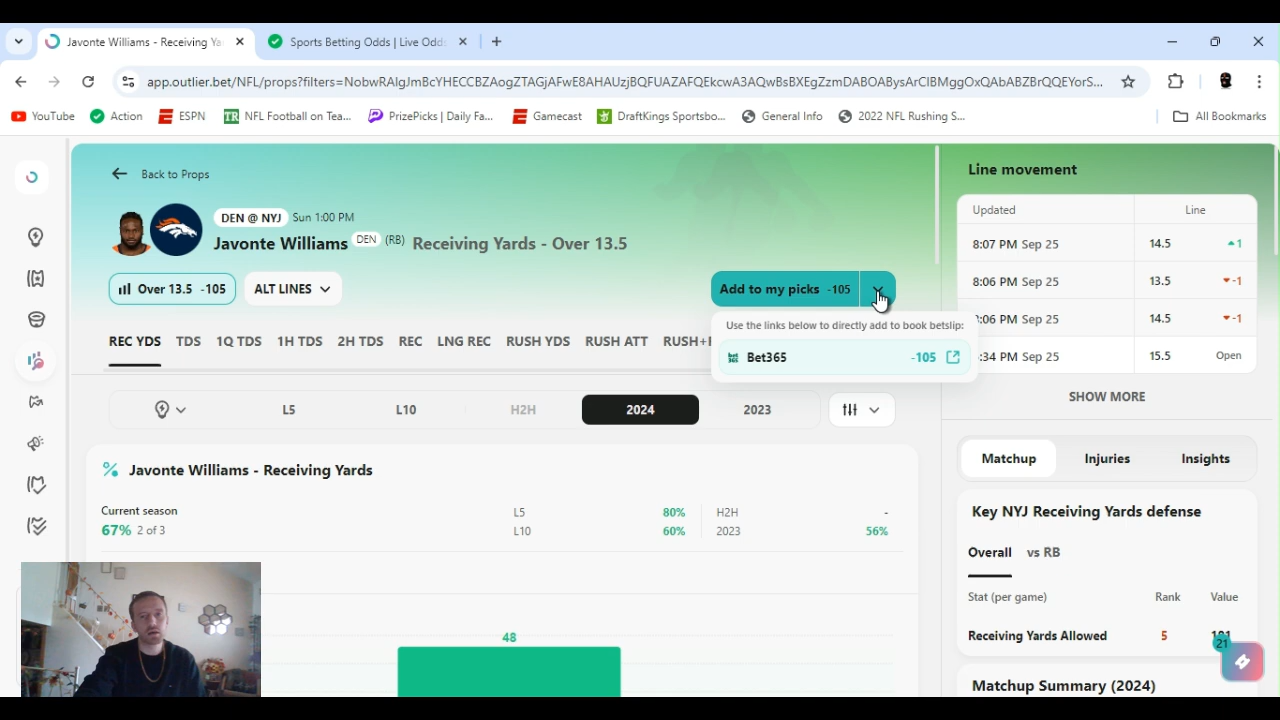 Javonte Williams - Receiving Ya
Sports Betting Odds | Live Odd
app.outlier.bet/NFL/props?filters=NobwRAlgJmBcYHECCBZAogZTAGjAFwE8AHAUzjBQFUAZAFQEkcwA3AQwBsBXEgZzmDABOABysArCIBMggOxQAbABZBrQQEYorS...
YouTube
Action
ESPN
NFL Football on Tea...
PrizePicks | Daily Fa...
Gamecast
DraftKings Sportsbo...
General Info
2022 NFL Rushing S...
All Bookmarks
Back to Props
DEN @ NYJ Sun 1:00 PM
Javonte Williams DEN (RB) Receiving Yards - Over 13.5
Over 13.5 -105
ALT LINES
Add to my picks -105
Use the links below to directly add to book betslip:
bet365 Bet365 -105
REC YDS TDS 1Q TDS 1H TDS 2H TDS REC LNG REC RUSH YDS RUSH ATT RUSH+
L5 L10 H2H 2024 2023
Javonte Williams - Receiving Yards
Current season
67% 2 of 3
L5 80% H2H -
L10 60% 2023 56%
48
Line movement
Updated Line
8:07 PM Sep 25 14.5 1
8:06 PM Sep 25 13.5 -1
:06 PM Sep 25 14.5 -1
:34 PM Sep 25 15.5 Open
SHOW MORE
Matchup Injuries Insights
Key NYJ Receiving Yards defense
Overall vs RB
Stat (per game) Rank Value
Receiving Yards Allowed 5
21
Matchup Summary (2024)